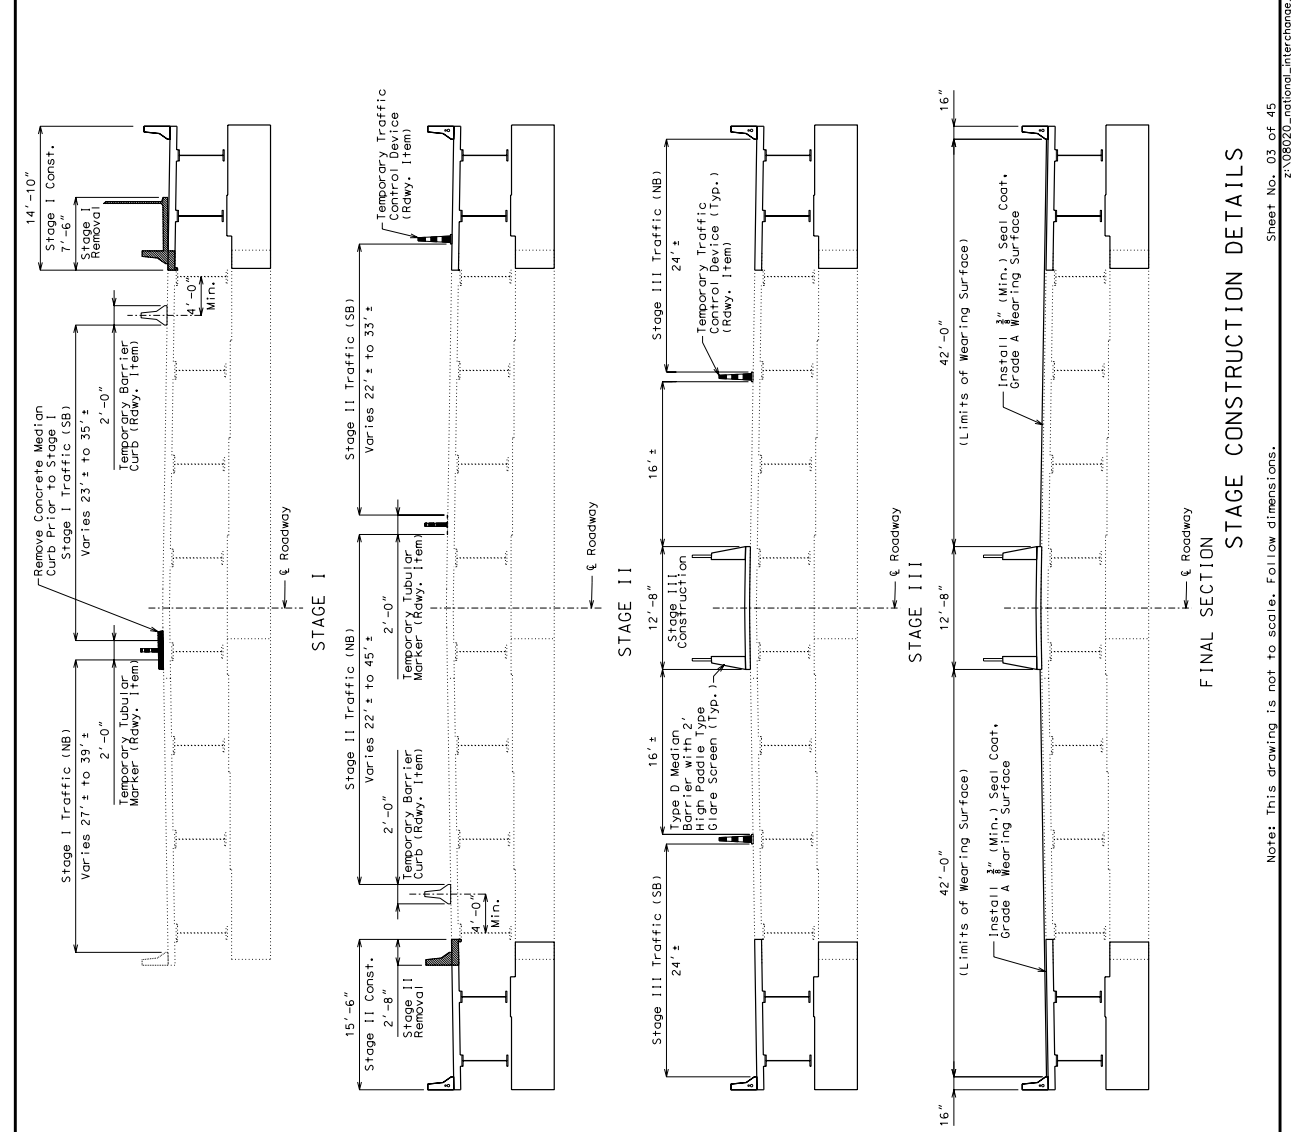 14'-10"
Stage I Const.
7'-6"
Stage I
Removal
4'-0"
Min.
2'-0"
Temporary Barrier
Curb (Rdwy. Item)
Remove Concrete Median
Curb Prior to Stage I
Stage I Traffic (SB)
Varies 23'± to 35'±
Stage I Traffic (NB)
Varies 27'± to 39'±
2'-0"
Temporary Tubular
Marker (Rdwy. Item)
℄ Roadway
STAGE I
Temporary Traffic
Control Device
(Rdwy. Item)
Stage II Traffic (SB)
Varies 22'± to 33'±
2'-0"
Temporary Tubular
Marker (Rdwy. Item)
Stage II Traffic (NB)
Varies 22'± to 45'±
2'-0"
Temporary Barrier
Curb (Rdwy. Item)
4'-0"
Min.
15'-6"
Stage II Const.
2'-8"
Stage II
Removal
℄ Roadway
STAGE II
Stage III Traffic (NB)
24'±
Temporary Traffic
Control Device (Typ.)
(Rdwy. Item)
16'±
12'-8"
Stage III
Construction
16'±
Type D Median
Barrier with 2'
High Paddle Type
Glare Screen (Typ.)
Stage III Traffic (SB)
24'±
℄ Roadway
STAGE III
16"
42'-0"
(Limits of Wearing Surface)
Install 3/8" (Min.) Seal Coat,
Grade A Wearing Surface
12'-8"
42'-0"
(Limits of Wearing Surface)
Install 3/8" (Min.) Seal Coat,
Grade A Wearing Surface
16"
℄ Roadway
FINAL SECTION
STAGE CONSTRUCTION DETAILS
Note: This drawing is not to scale. Follow dimensions.
Sheet No. 03 of 45
z:\08020_national_interchange